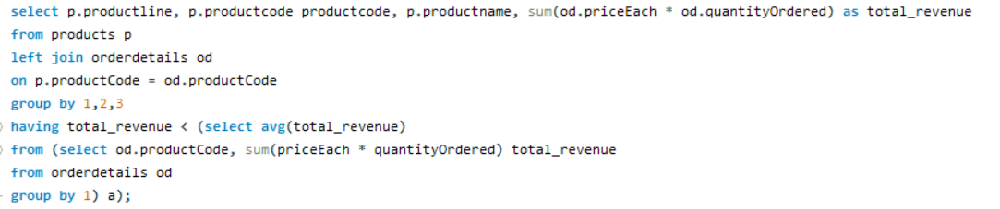 select p.productline, p.productcode productcode, p.productname, sum(od.priceEach * od.quantityOrdered) as total_revenue
from products p
left join orderdetails od
on p.productCode = od.productCode
group by 1,2,3
having total_revenue < (select avg(total_revenue)
from (select od.productCode, sum(priceEach * quantityOrdered) total_revenue
from orderdetails od
group by 1) a);